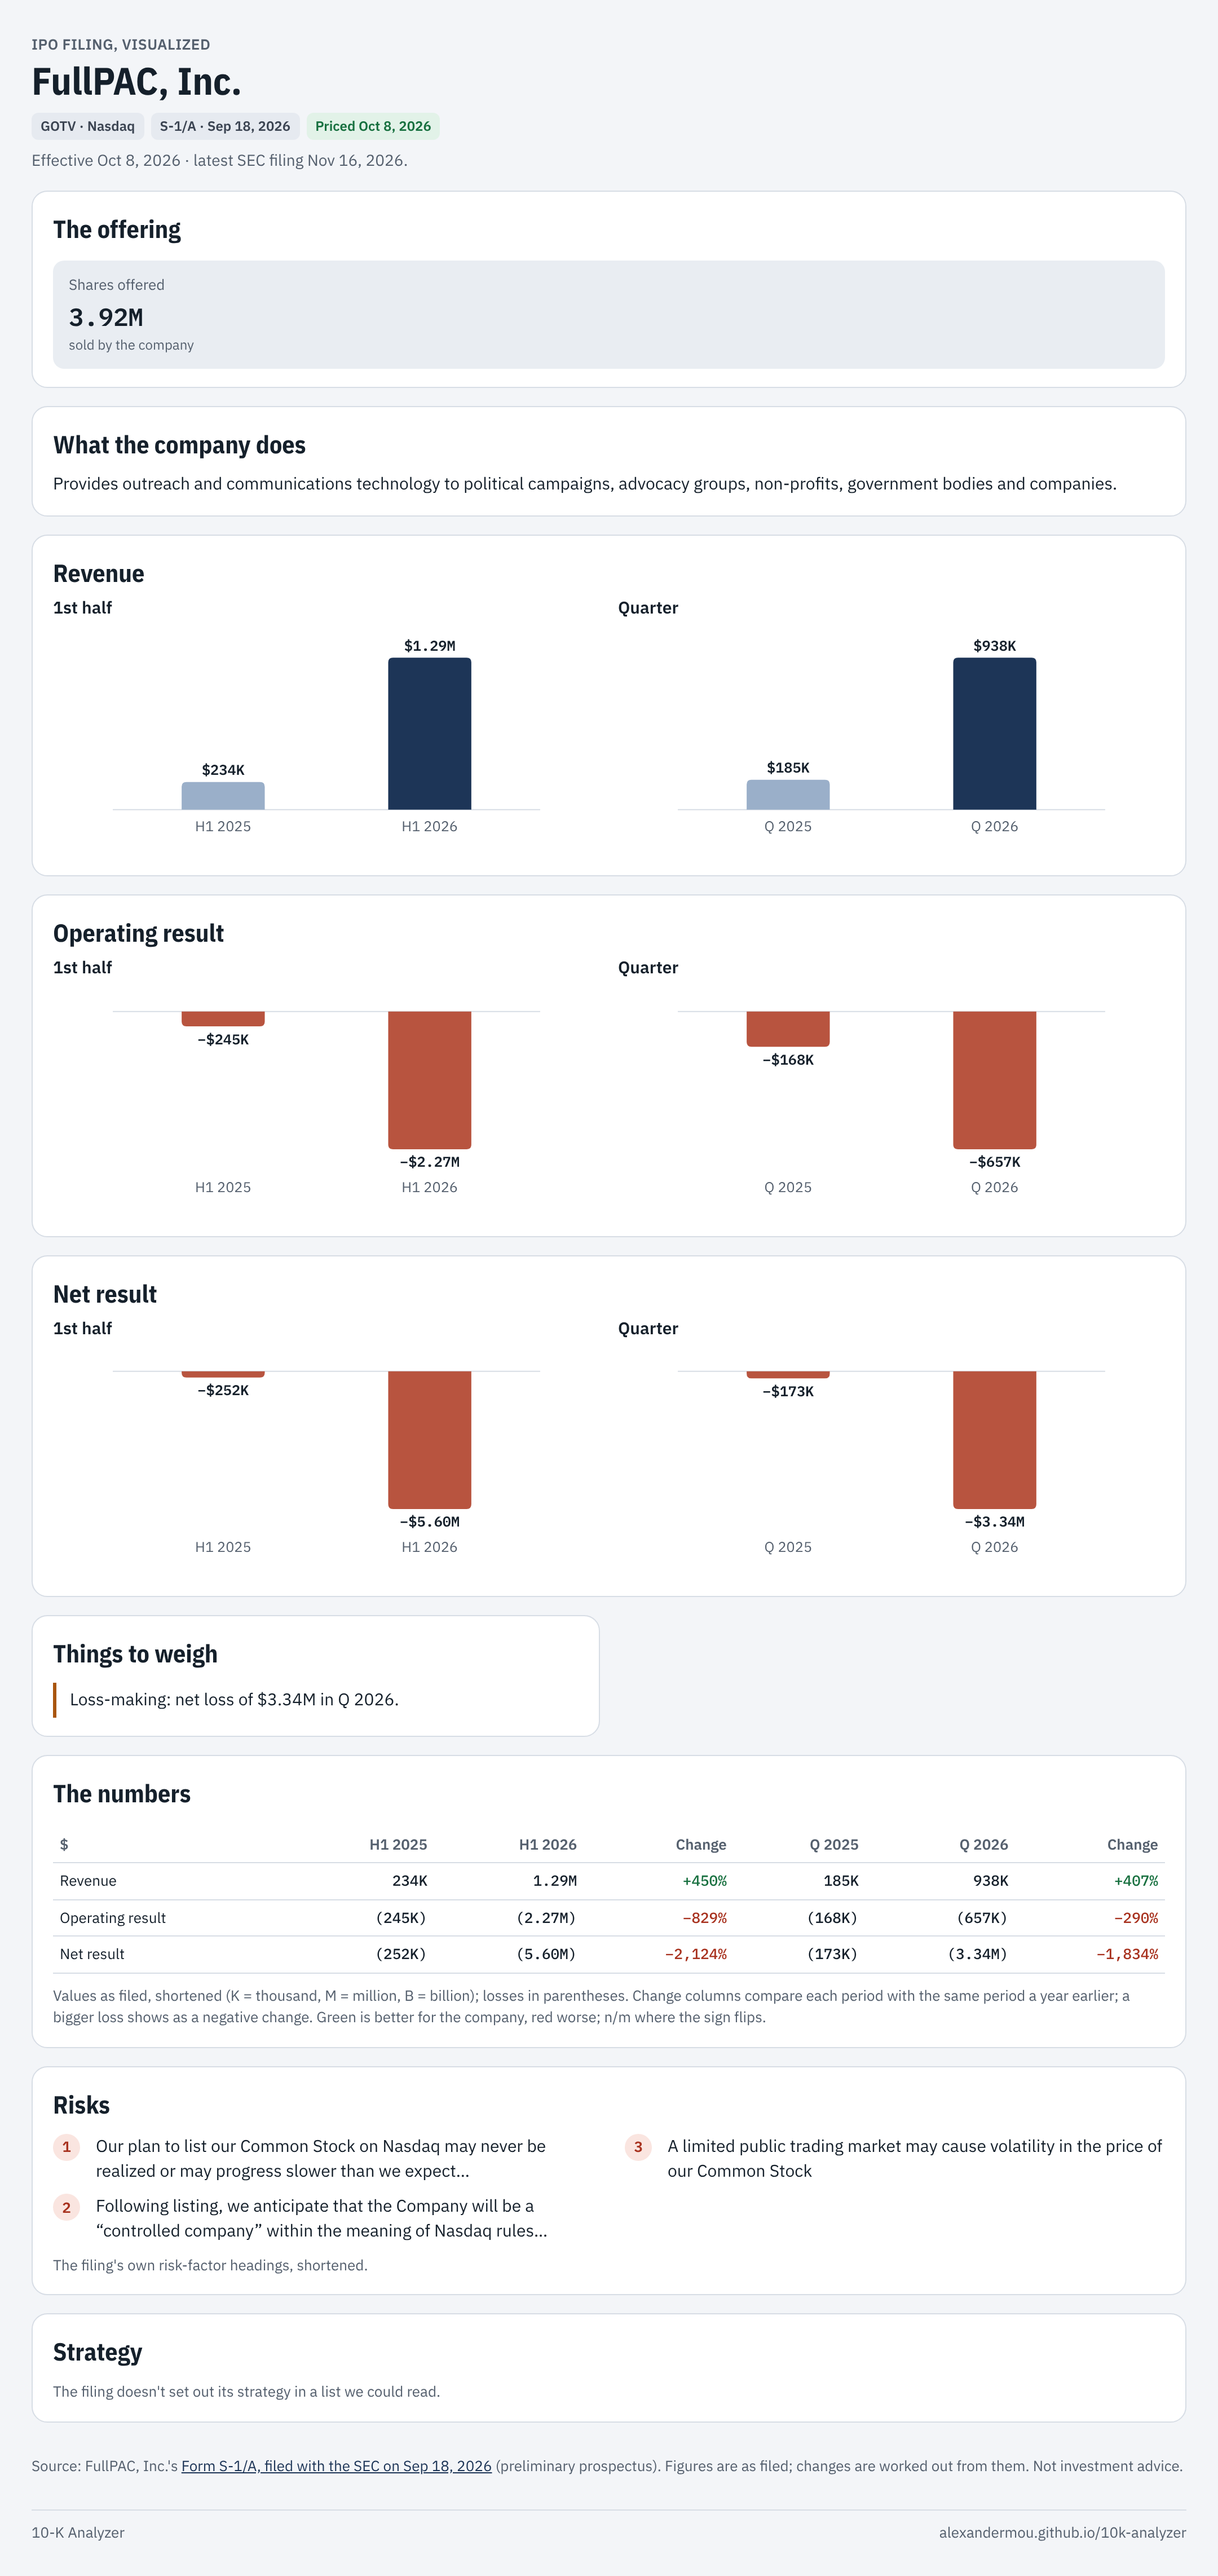 IPO FILING, VISUALIZED
FullPAC, Inc.
GOTV · Nasdaq
S-1/A · Sep 18, 2026
Priced Oct 8, 2026
Effective Oct 8, 2026 · latest SEC filing Nov 16, 2026.
The offering
Shares offered
3.92M
sold by the company
What the company does
Provides outreach and communications technology to political campaigns, advocacy groups, non-profits, government bodies and companies.
Revenue
1st half
$234K
$1.29M
H1 2025
H1 2026
Quarter
$185K
$938K
Q 2025
Q 2026
Operating result
1st half
−$245K
−$2.27M
H1 2025
H1 2026
Quarter
−$168K
−$657K
Q 2025
Q 2026
Net result
1st half
−$252K
−$5.60M
H1 2025
H1 2026
Quarter
−$173K
−$3.34M
Q 2025
Q 2026
Things to weigh
Loss-making: net loss of $3.34M in Q 2026.
The numbers
$ H1 2025 H1 2026 Change Q 2025 Q 2026 Change
Revenue 234K 1.29M +450% 185K 938K +407%
Operating result (245K) (2.27M) −829% (168K) (657K) −290%
Net result (252K) (5.60M) −2,124% (173K) (3.34M) −1,834%
Values as filed, shortened (K = thousand, M = million, B = billion); losses in parentheses. Change columns compare each period with the same period a year earlier; a
bigger loss shows as a negative change. Green is better for the company, red worse; n/m where the sign flips.
Risks
1 Our plan to list our Common Stock on Nasdaq may never be
realized or may progress slower than we expect…
2 Following listing, we anticipate that the Company will be a
“controlled company” within the meaning of Nasdaq rules…
3 A limited public trading market may cause volatility in the price of
our Common Stock
The filing's own risk-factor headings, shortened.
Strategy
The filing doesn't set out its strategy in a list we could read.
Source: FullPAC, Inc.'s Form S-1/A, filed with the SEC on Sep 18, 2026 (preliminary prospectus). Figures are as filed; changes are worked out from them. Not investment advice.
10-K Analyzer
alexandermou.github.io/10k-analyzer